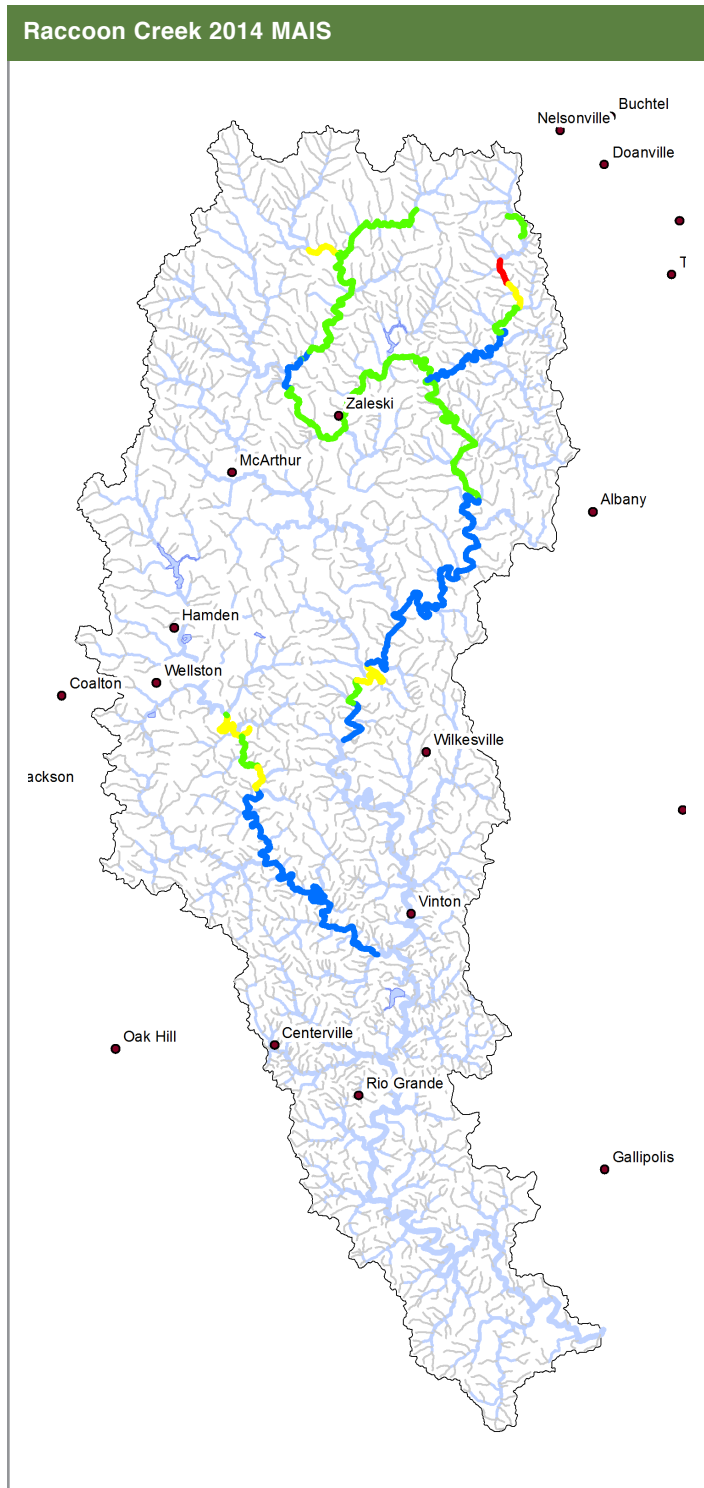 Raccoon Creek 2014 MAIS
Buchtel
Nelsonville
Doanville
T
Zaleski
McArthur
Albany
Hamden
Wellston
Coalton
Wilkesville
ackson
Vinton
Oak Hill
Centerville
Rio Grande
Gallipolis